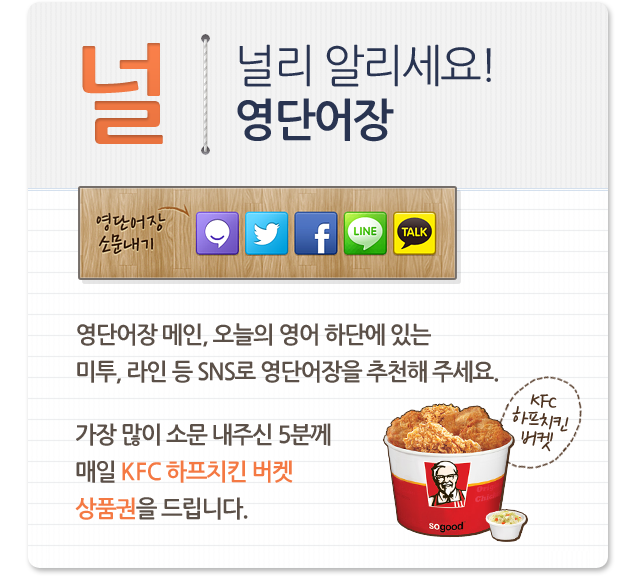 널
널리 알리세요!
영단어장
영단어장
소문내기
LINE
TALK
영단어장 메인, 오늘의 영어 하단에 있는
미투, 라인 등 SNS로 영단어장을 추천해 주세요.
가장 많이 소문 내주신 5분께
매일 KFC 하프치킨 버켓
상품권을 드립니다.
KFC
하프치킨
버켓
sogood